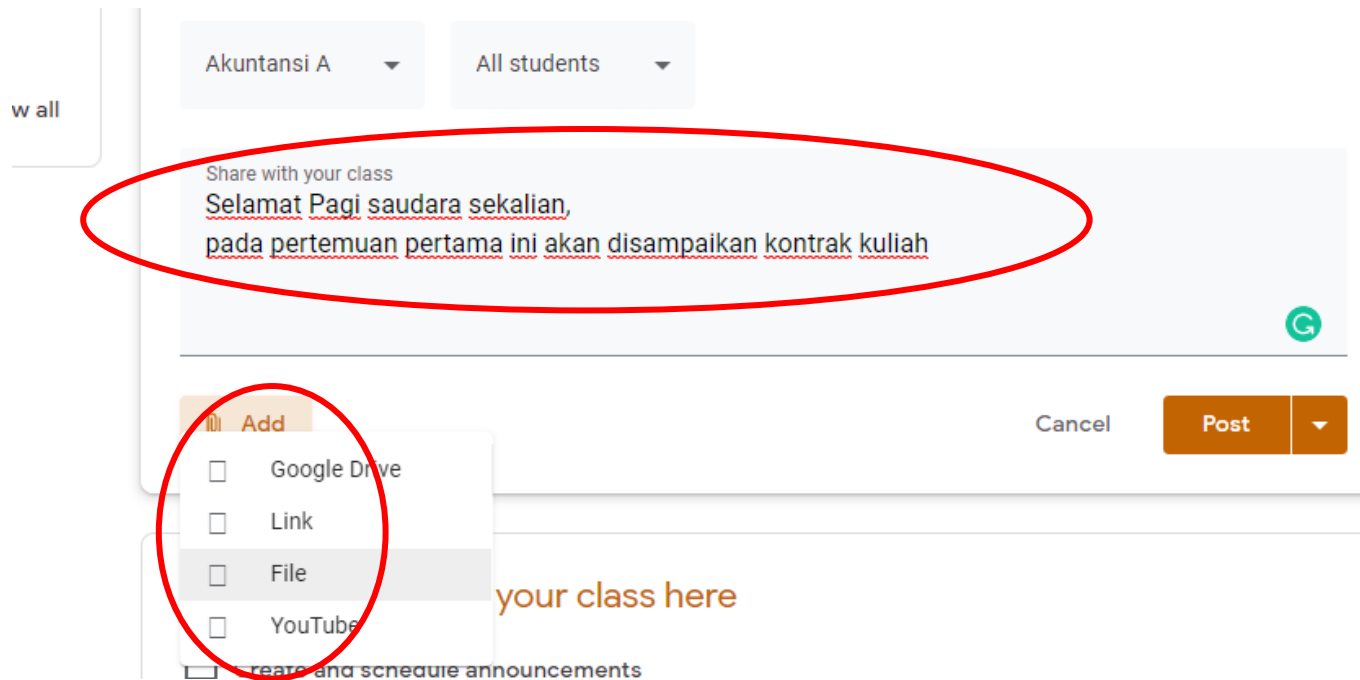 Akuntansi A
All students
w all
Share with your class
Selamat Pagi saudara sekalian,
pada pertemuan pertama ini akan disampaikan kontrak kuliah
Add
Cancel
Post
Google Drive
Link
File
YouTube
your class here
Create and schedule announcements